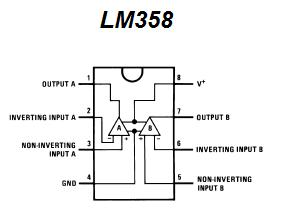 LM358
OUTPUT A
1
8
V+
INVERTING INPUT A
2
7
OUTPUT B
A
B
NON-INVERTING
INPUT A
3
- +
+ -
6
INVERTING INPUT B
GND
4
5
NON-INVERTING
INPUT B